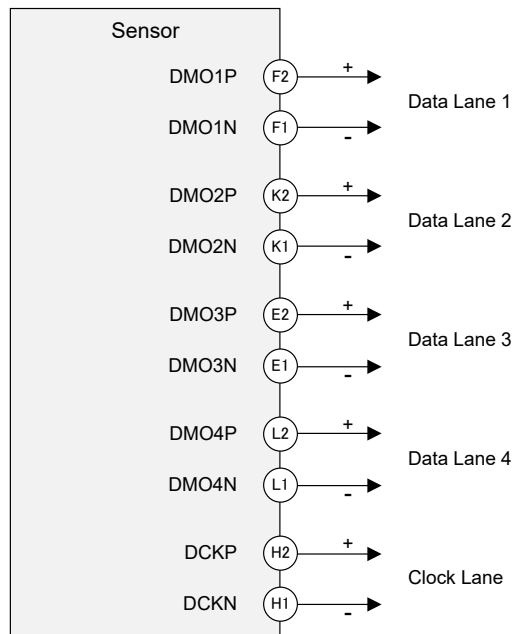 Sensor
DMO1P F2 +
Data Lane 1
DMO1N F1 -
DMO2P K2 +
Data Lane 2
DMO2N K1 -
DMO3P E2 +
Data Lane 3
DMO3N E1 -
DMO4P L2 +
Data Lane 4
DMO4N L1 -
DCKP H2 +
Clock Lane
DCKN H1 -